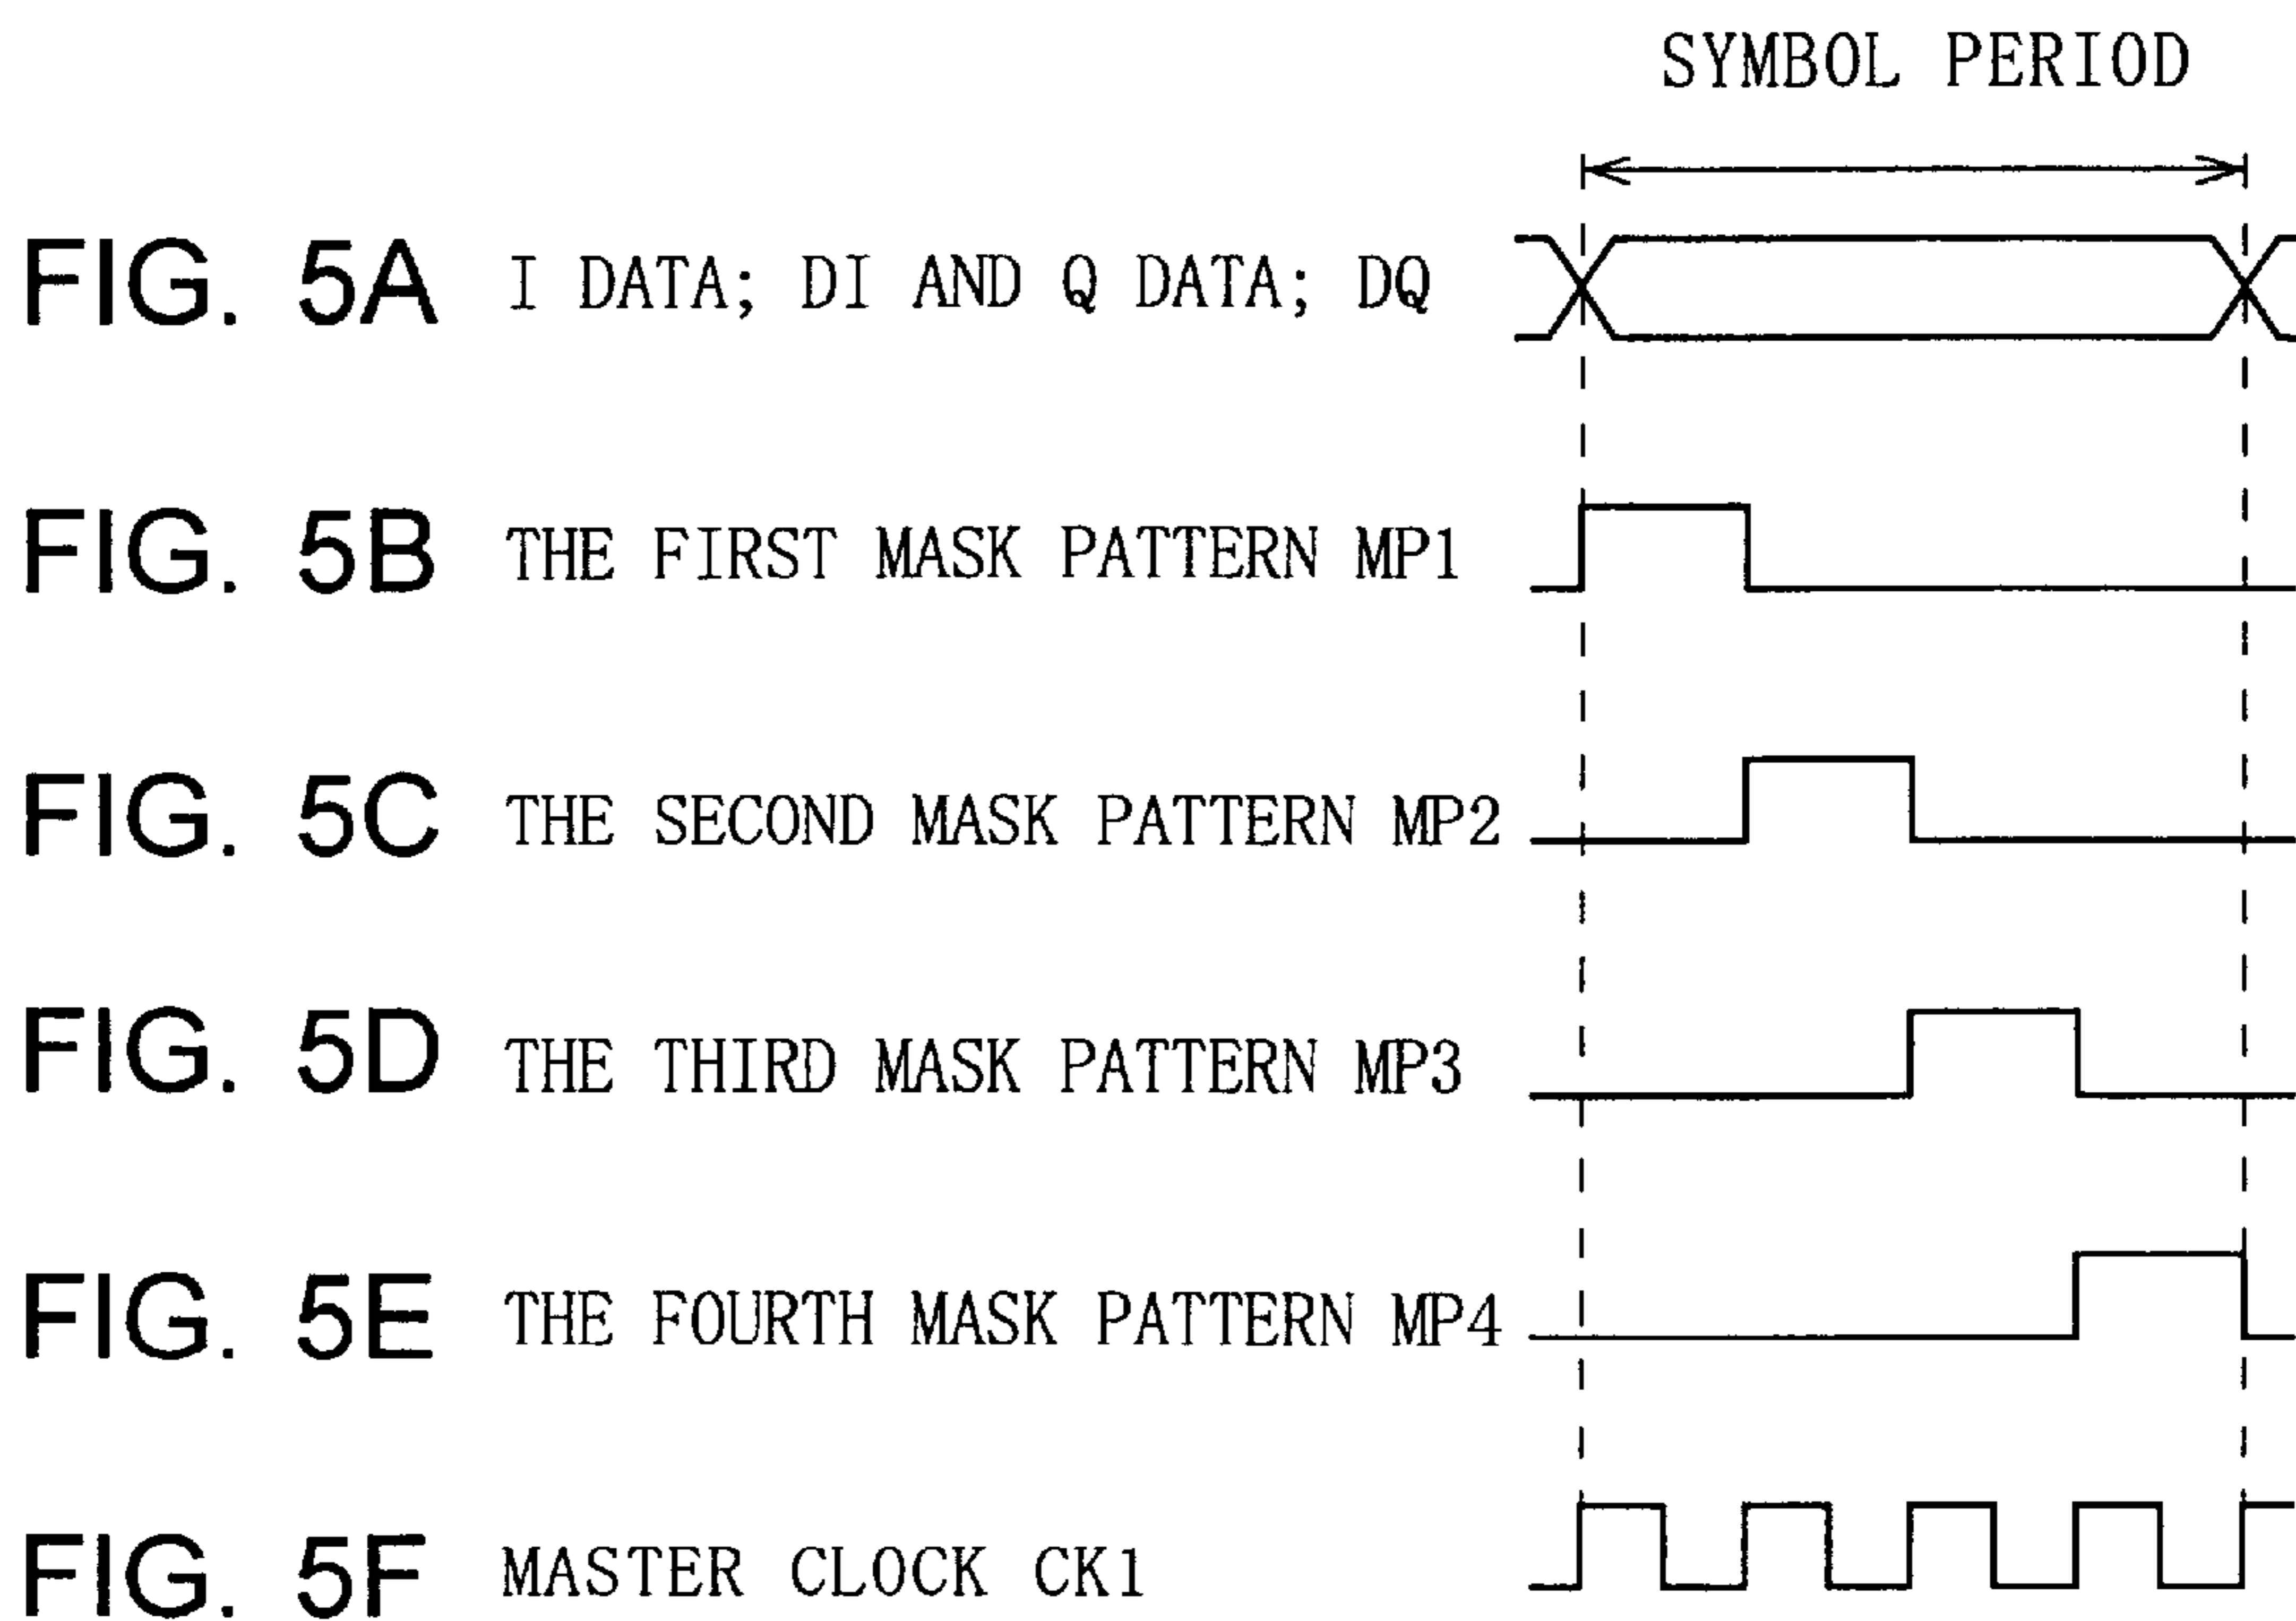 SYMBOL PERIOD
FIG. 5A I DATA; DI AND Q DATA; DQ
FIG. 5B THE FIRST MASK PATTERN MP1
FIG. 5C THE SECOND MASK PATTERN MP2
FIG. 5D THE THIRD MASK PATTERN MP3
FIG. 5E THE FOURTH MASK PATTERN MP4
FIG. 5F MASTER CLOCK CK1